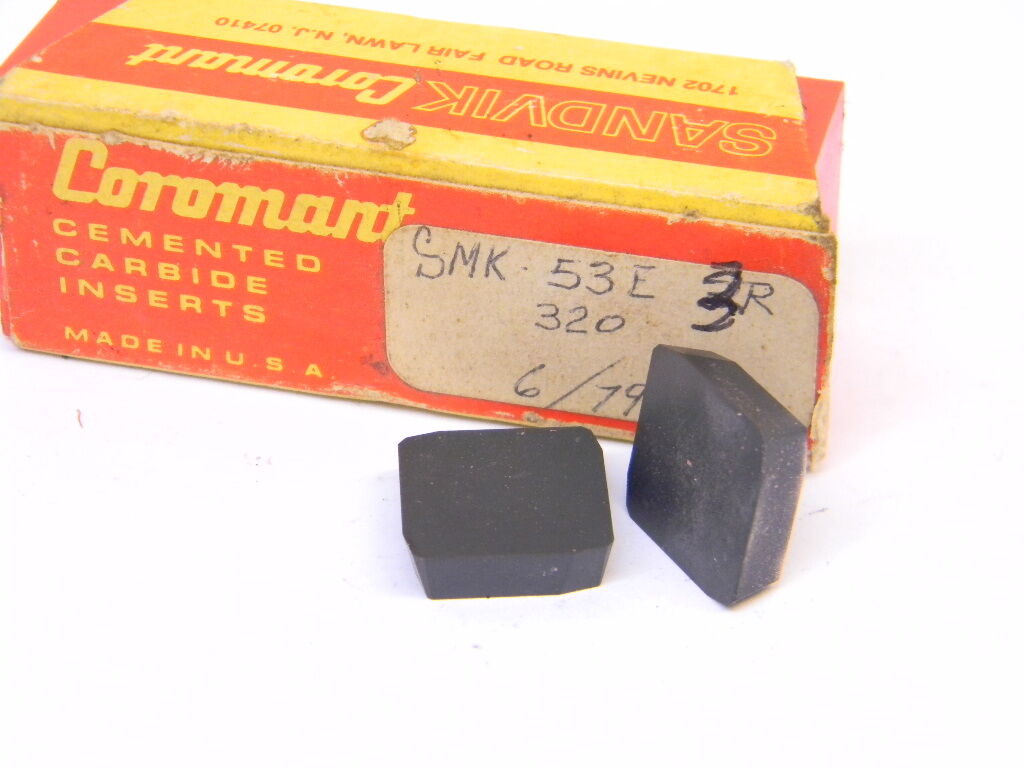 1702 NEVINS ROAD FAIR LAWN, N.J. 07410
SANDVIK Coromant
Coromant
CEMENTED
CARBIDE
INSERTS
MADE IN U.S.A.
SMK - 53E 3R
320
6/79